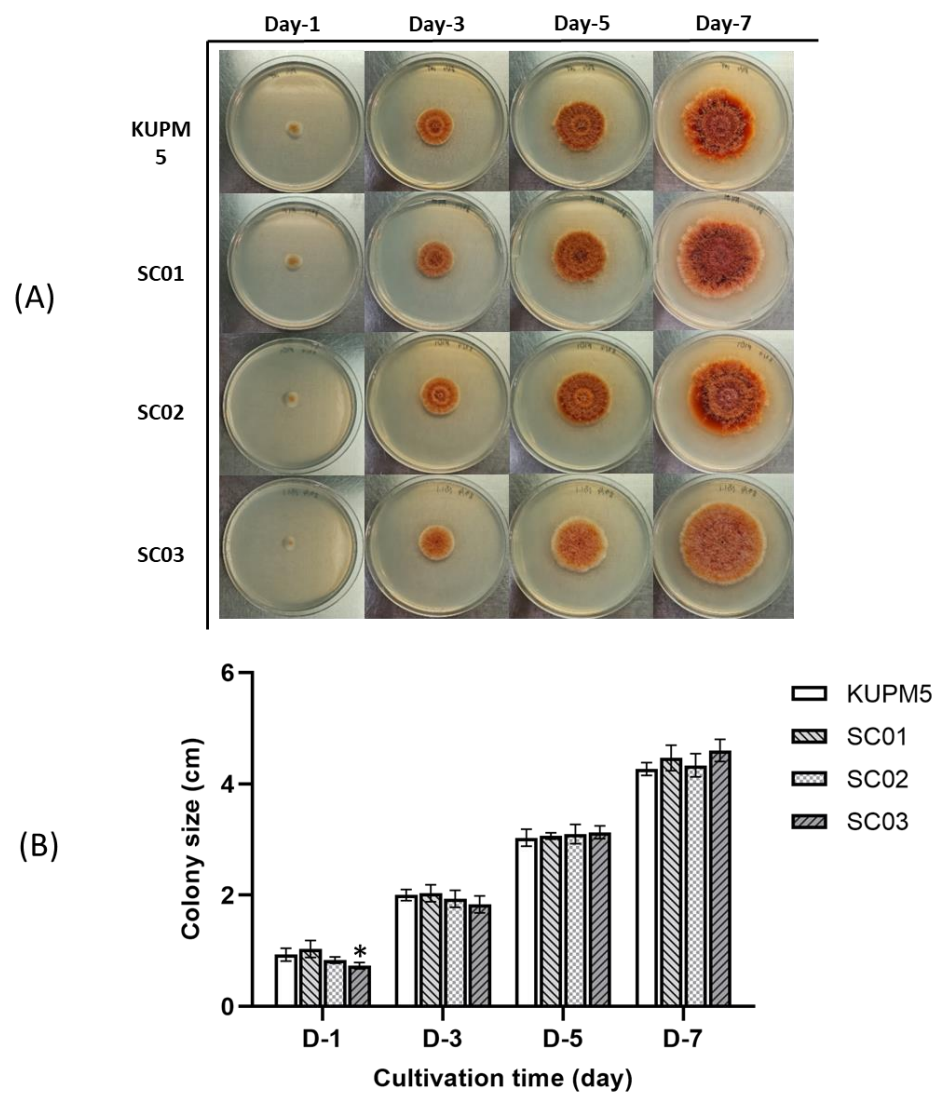 Day-1 Day-3 Day-5 Day-7
KUPM
5
SC01
(A)
SC02
SC03
6
4
2
0
Colony size (cm)
*
D-1 D-3 D-5 D-7
Cultivation time (day)
KUPM5
SC01
SC02
SC03
(B)